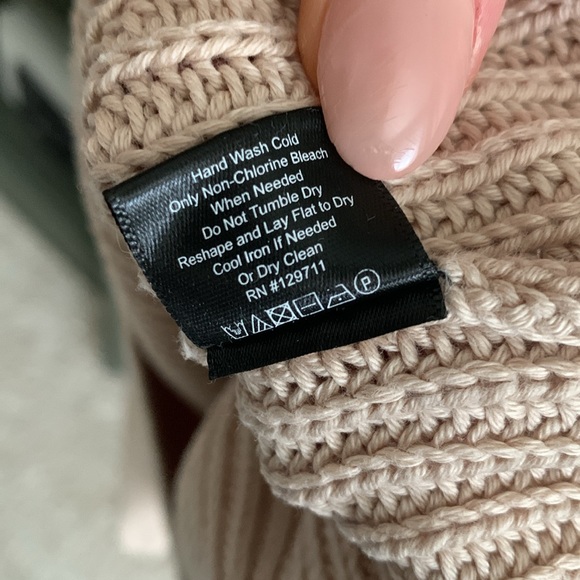 Hand Wash Cold
Only Non-Chlorine Bleach
When Needed
Do Not Tumble Dry
Reshape and Lay Flat to Dry
Cool Iron If Needed
Or Dry Clean
RN #129711
P